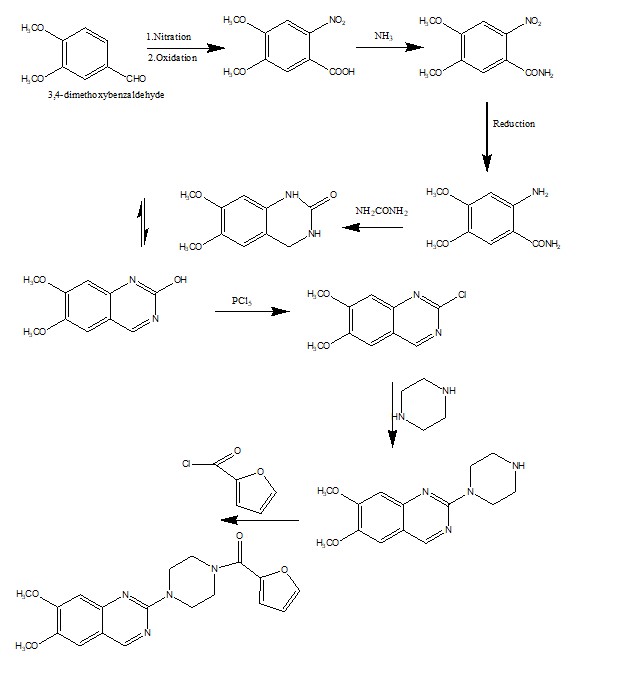 H₃CO
H₃CO
CHO
3,4-dimethoxybenzaldehyde
1.Nitration
2.Oxidation
H₃CO
NO₂
H₃CO
COOH
NH₃
H₃CO
NO₂
H₃CO
CONH₂
Reduction
H₃CO
NH₂
H₃CO
CONH₂
NH₂CONH₂
H₃CO
NH
O
H₃CO
NH
H₃CO
N
OH
H₃CO
N
PCl₅
H₃CO
N
Cl
H₃CO
N
NH
HN
H₃CO
N
N
NH
H₃CO
N
Cl
O
O
H₃CO
N
N
N
O
O
H₃CO
N